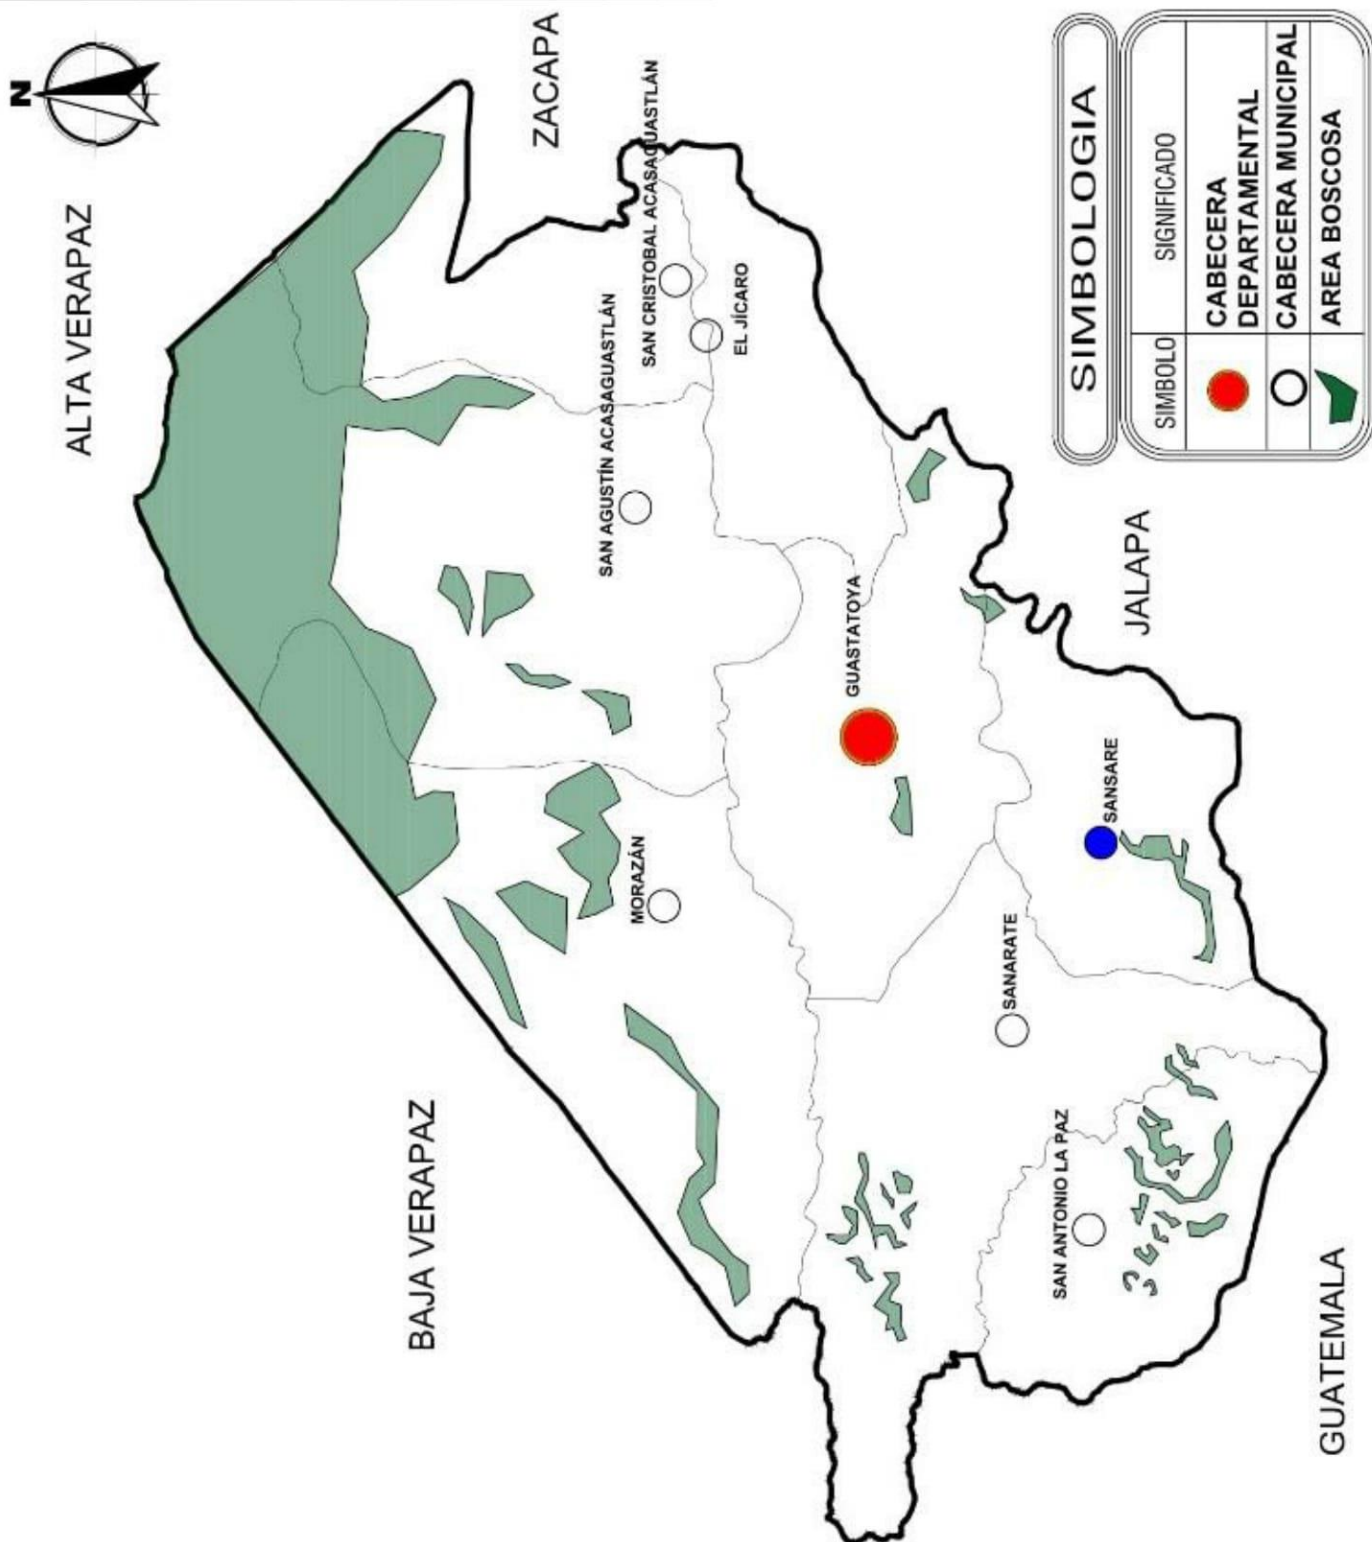 N
ALTA VERAPAZ
ZACAPA
SAN CRISTOBAL ACASAGUASTLÁN
EL JÍCARO
SAN AGUSTÍN ACASAGUASTLÁN
GUASTATOYA
MORAZÁN
BAJA VERAPAZ
SANSARE
SANARATE
SAN ANTONIO LA PAZ
JALAPA
GUATEMALA
SIMBOLOGIA
SIMBOLO SIGNIFICADO
CABECERA
DEPARTAMENTAL
CABECERA MUNICIPAL
AREA BOSCOSA